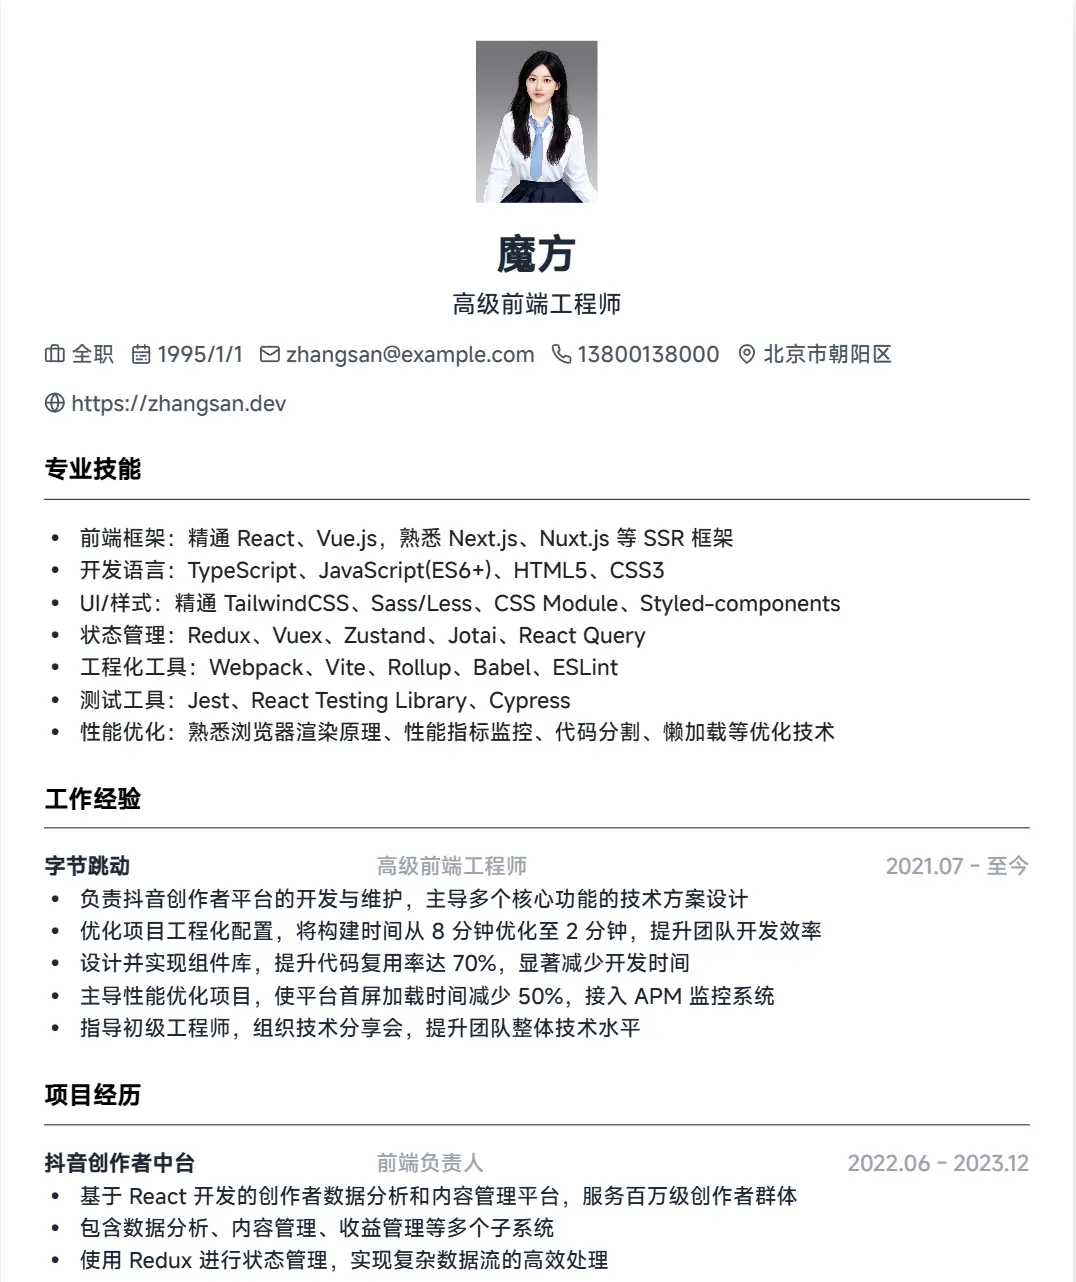 魔方
高级前端工程师
全职 1995/1/1 zhangsan@example.com 13800138000 北京市朝阳区
https://zhangsan.dev
专业技能
• 前端框架：精通 React、Vue.js，熟悉 Next.js、Nuxt.js 等 SSR 框架
• 开发语言：TypeScript、JavaScript(ES6+)、HTML5、CSS3
• UI/样式：精通 TailwindCSS、Sass/Less、CSS Module、Styled-components
• 状态管理：Redux、Vuex、Zustand、Jotai、React Query
• 工程化工具：Webpack、Vite、Rollup、Babel、ESLint
• 测试工具：Jest、React Testing Library、Cypress
• 性能优化：熟悉浏览器渲染原理、性能指标监控、代码分割、懒加载等优化技术
工作经验
字节跳动 高级前端工程师 2021.07 - 至今
• 负责抖音创作者平台的开发与维护，主导多个核心功能的技术方案设计
• 优化项目工程化配置，将构建时间从 8 分钟优化至 2 分钟，提升团队开发效率
• 设计并实现组件库，提升代码复用率达 70%，显著减少开发时间
• 主导性能优化项目，使平台首屏加载时间减少 50%，接入 APM 监控系统
• 指导初级工程师，组织技术分享会，提升团队整体技术水平
项目经历
抖音创作者中台 前端负责人 2022.06 - 2023.12
• 基于 React 开发的创作者数据分析和内容管理平台，服务百万级创作者群体
• 包含数据分析、内容管理、收益管理等多个子系统
• 使用 Redux 进行状态管理，实现复杂数据流的高效处理